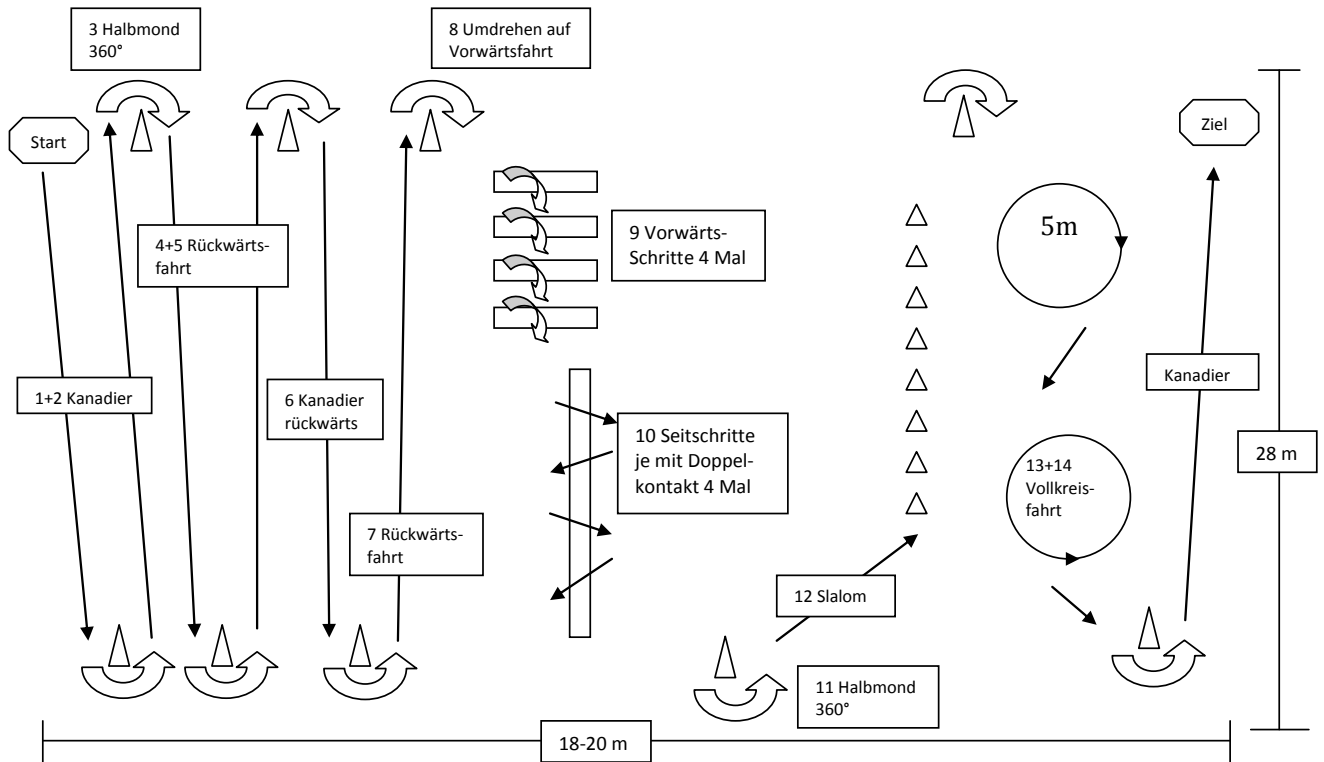 3 Halbmond
360°
8 Umdrehen auf
Vorwärtsfahrt
Start
Ziel
4+5 Rückwärts-
fahrt
9 Vorwärts-
Schritte 4 Mal
5m
1+2 Kanadier
6 Kanadier
rückwärts
10 Seitschritte
je mit Doppel-
kontakt 4 Mal
Kanadier
28 m
7 Rückwärts-
fahrt
13+14
Vollkreis-
fahrt
12 Slalom
11 Halbmond
360°
18-20 m